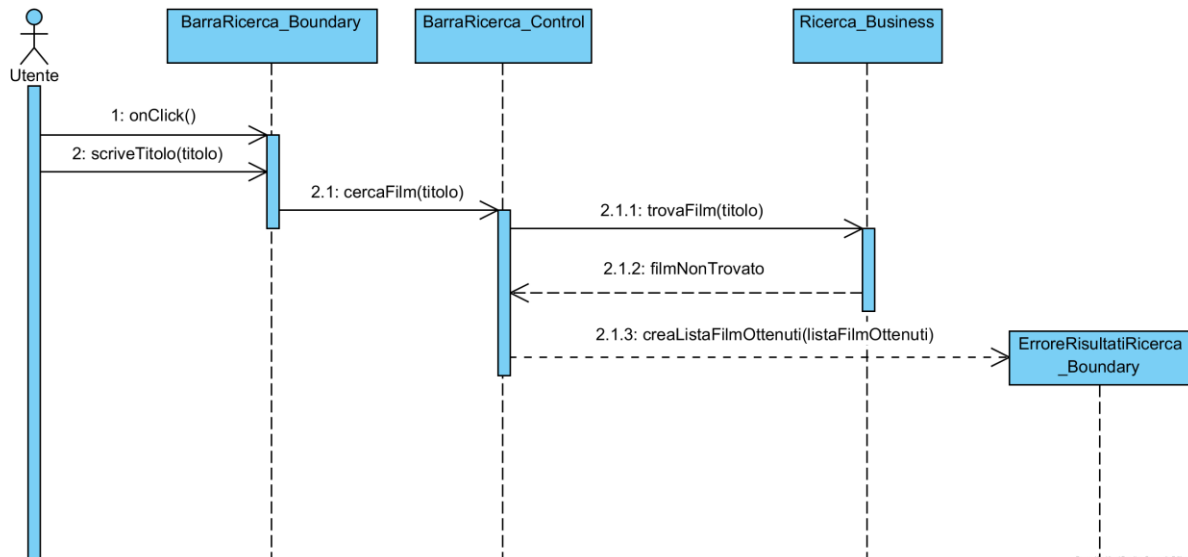 BarraRicerca_Boundary
BarraRicerca_Control
Ricerca_Business
Utente
1: onClick()
2: scriveTitolo(titolo)
2.1: cercaFilm(titolo)
2.1.1: trovaFilm(titolo)
2.1.2: filmNonTrovato
2.1.3: creaListaFilmOttenuti(listaFilmOttenuti)
ErroreRisultatiRicerca
_Boundary